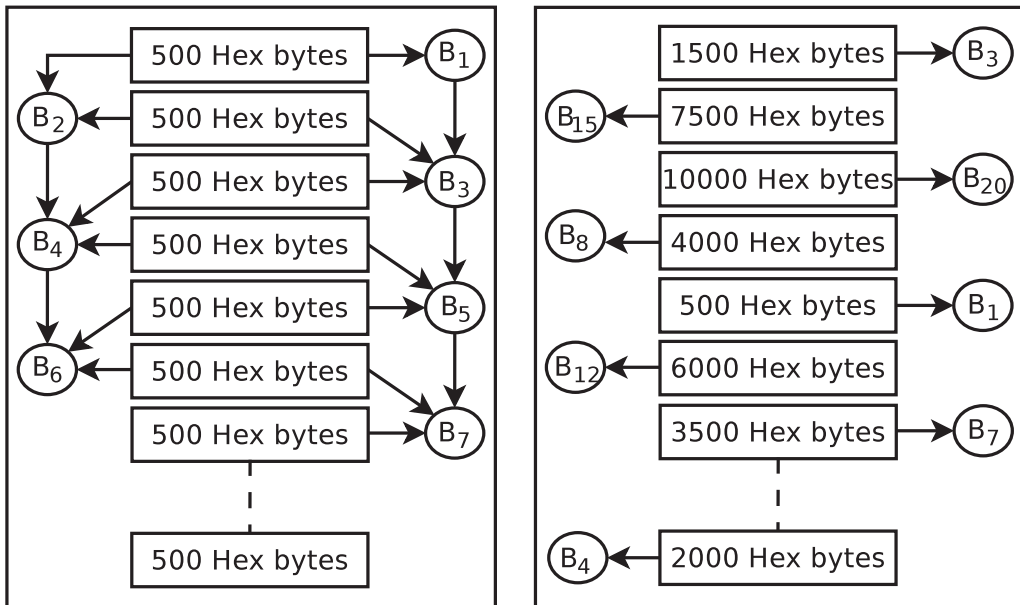 500 Hex bytes
B1
B2
500 Hex bytes
500 Hex bytes
B3
B4
500 Hex bytes
500 Hex bytes
B5
B6
500 Hex bytes
500 Hex bytes
B7
500 Hex bytes
1500 Hex bytes
B3
B15
7500 Hex bytes
10000 Hex bytes
B20
B8
4000 Hex bytes
500 Hex bytes
B1
B12
6000 Hex bytes
3500 Hex bytes
B7
B4
2000 Hex bytes